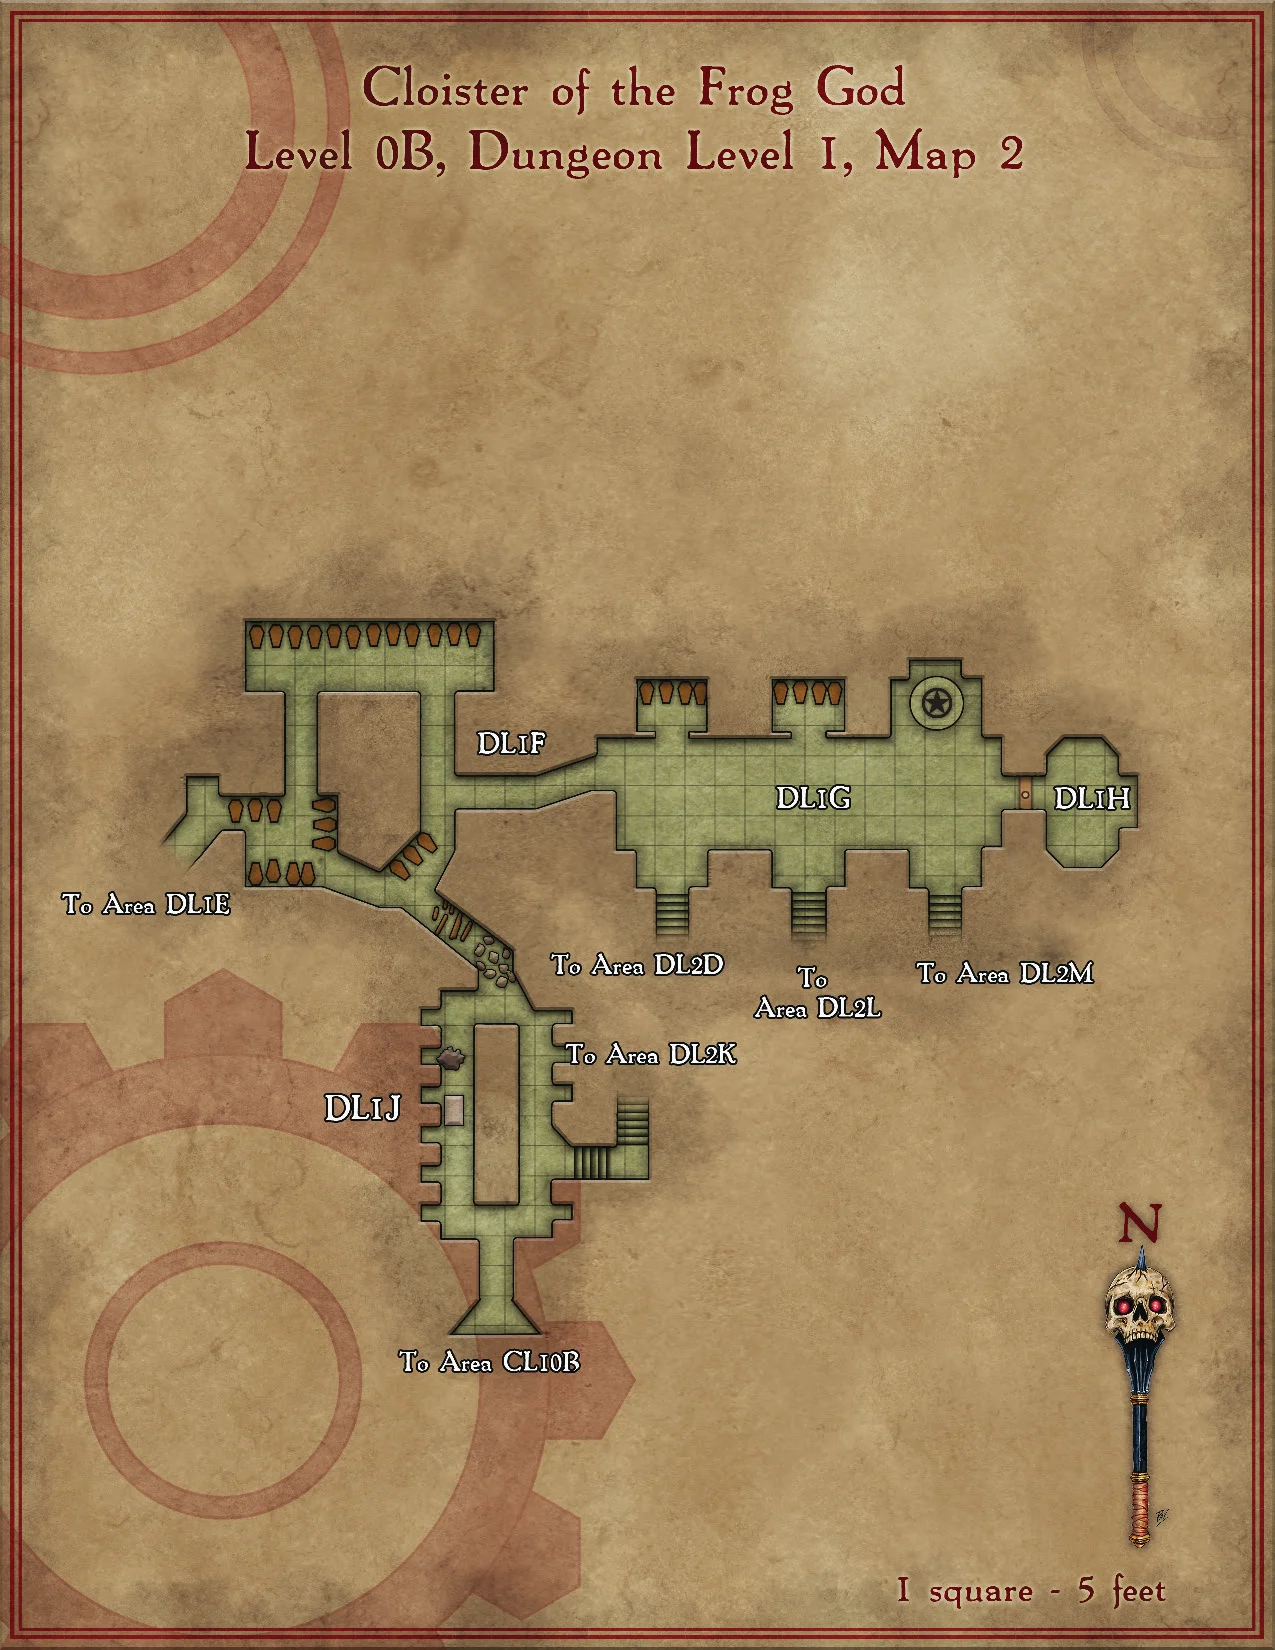 Cloister of the Frog God
Level 0B, Dungeon Level 1, Map 2
DL1F
DL1G
DL1H
To Area DL1E
To Area DL2D
To
Area DL2L
To Area DL2M
To Area DL2K
DL1J
To Area CL10B
N
1 square - 5 feet